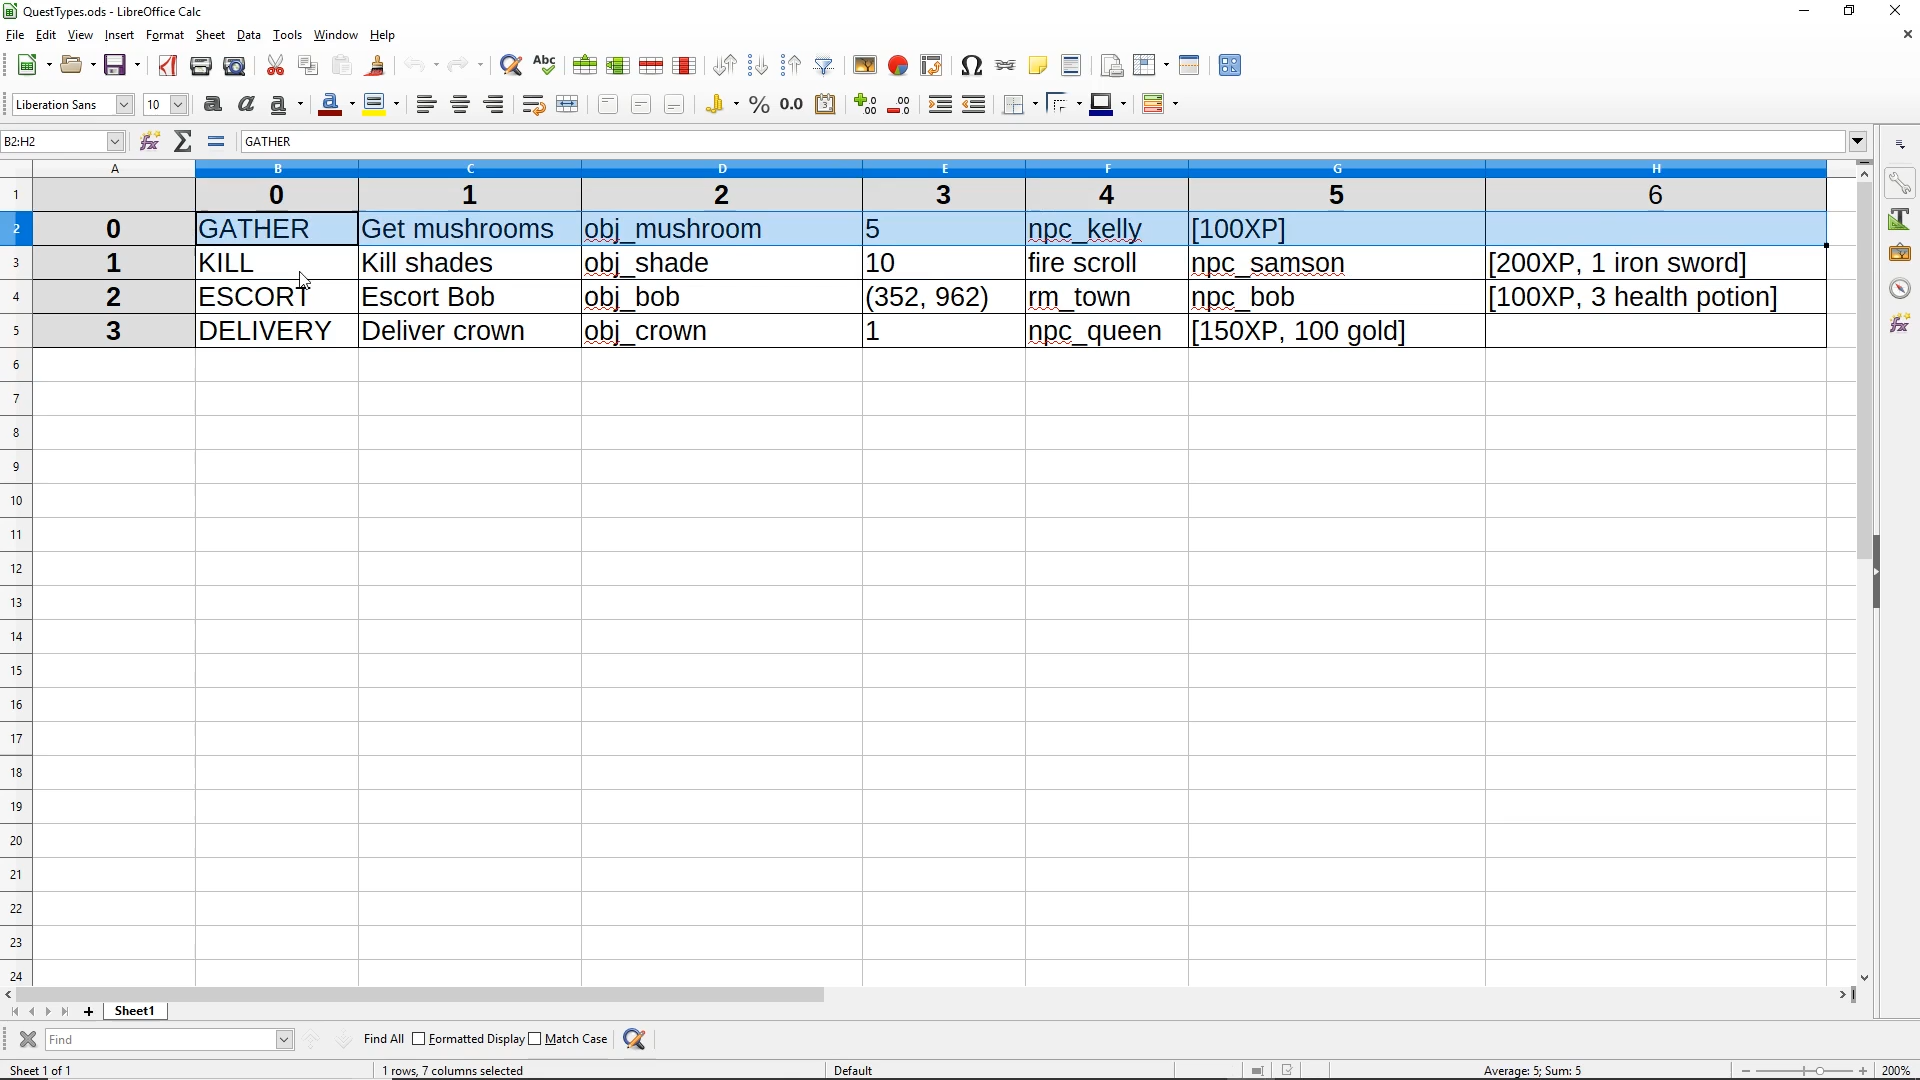 QuestTypes.ods - LibreOffice Calc
File Edit View Insert Format Sheet Data Tools Window Help
Liberation Sans 10
B2:H2 GATHER
A B C D E F G H
1 0 1 2 3 4 5 6
2 0 GATHER Get mushrooms obj_mushroom 5 npc_kelly [100XP]
3 1 KILL Kill shades obj_shade 10 fire scroll npc_samson [200XP, 1 iron sword]
4 2 ESCORT Escort Bob obj_bob (352, 962) rm_town npc_bob [100XP, 3 health potion]
5 3 DELIVERY Deliver crown obj_crown 1 npc_queen [150XP, 100 gold]
6
7
8
9
10
11
12
13
14
15
16
17
18
19
20
21
22
23
24
Sheet1
Find Find All Formatted Display Match Case
Sheet 1 of 1 1 rows, 7 columns selected Default Average: 5; Sum: 5 200%